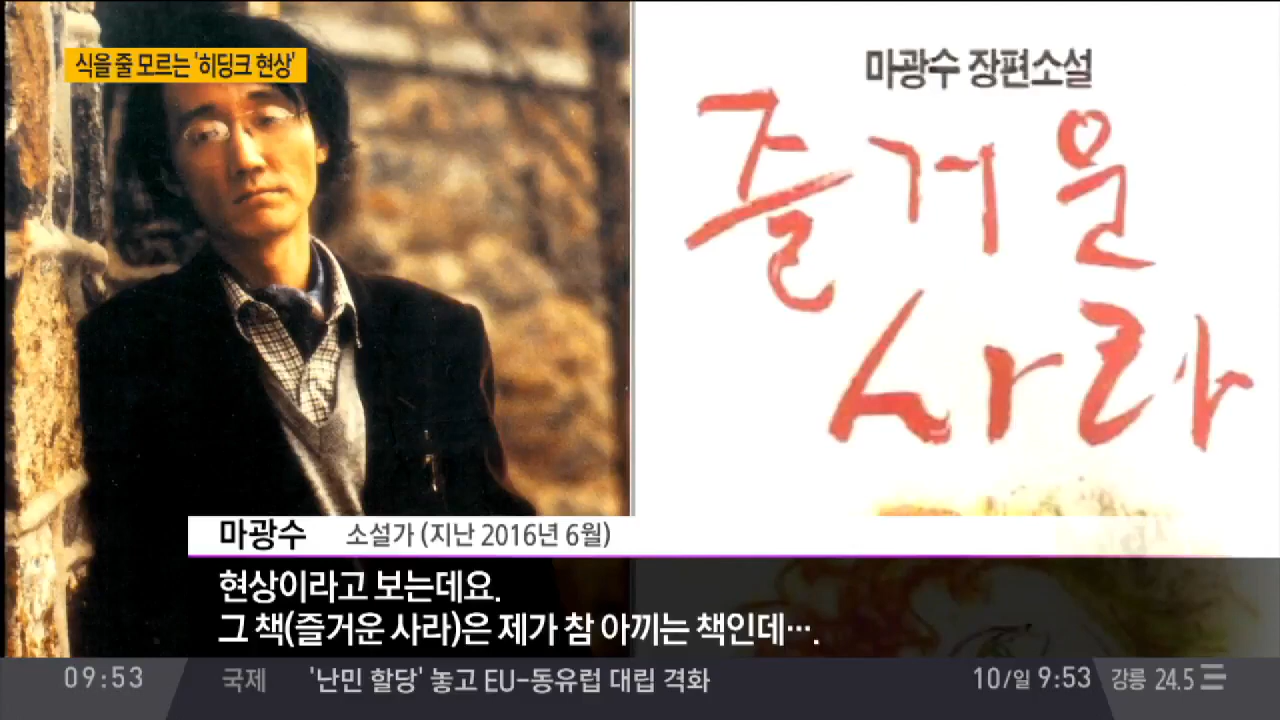 식을 줄 모르는 '히딩크 현상'
마광수 장편소설
즐거운
사라
마광수 소설가 (지난 2016년 6월)
현상이라고 보는데요.
그 책(즐거운 사라)은 제가 참 아끼는 책인데….
09:53 국제 '난민 할당' 놓고 EU-동유럽 대립 격화 10/일 9:53 강릉 24.5